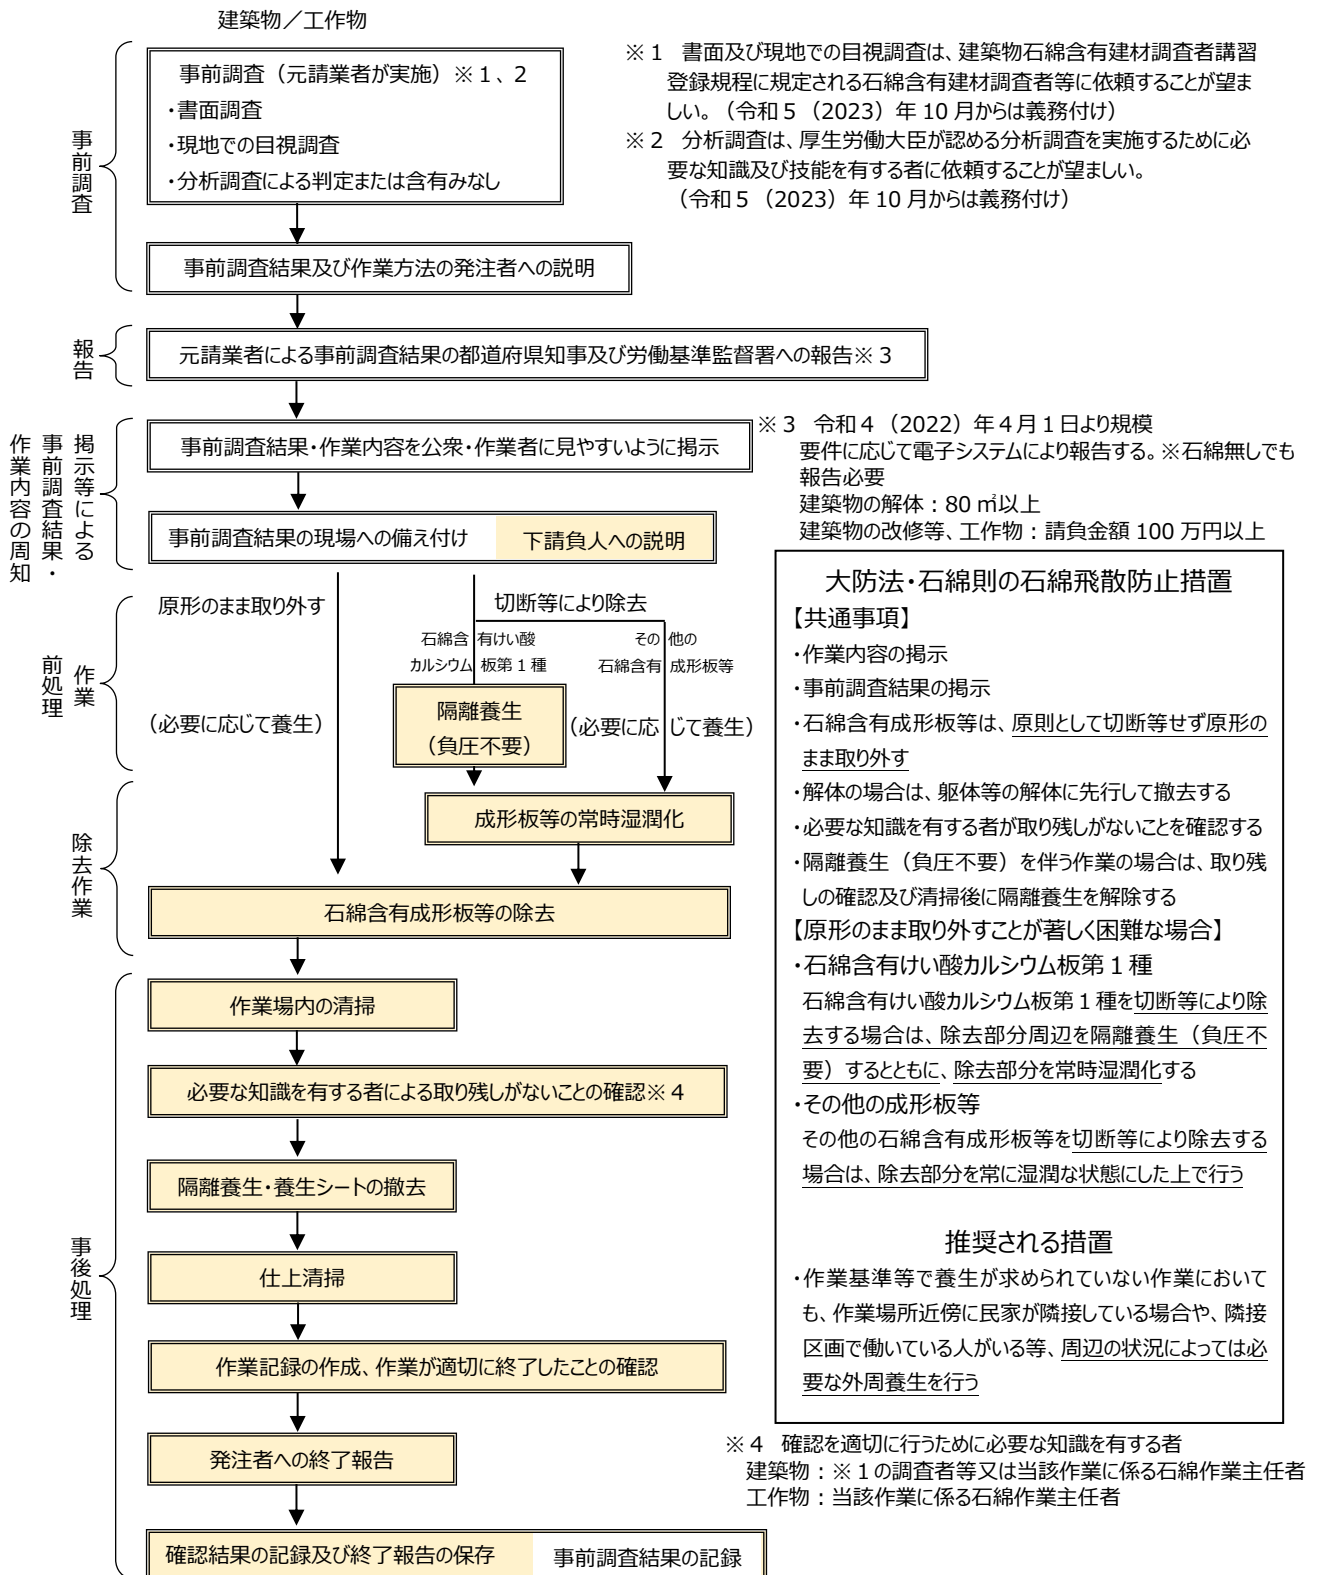 建築物／工作物
事前調査（元請業者が実施）※１、２
・書面調査
・現地での目視調査
・分析調査による判定または含有みなし
事前調査
事前調査結果及び作業方法の発注者への説明
※１　書面及び現地での目視調査は、建築物石綿含有建材調査者講習
登録規程に規定される石綿含有建材調査者等に依頼することが望ま
しい。（令和５（2023）年 10 月からは義務付け）
※２　分析調査は、厚生労働大臣が認める分析調査を実施するために必
要な知識及び技能を有する者に依頼することが望ましい。
（令和５（2023）年 10 月からは義務付け）
報告
元請業者による事前調査結果の都道府県知事及び労働基準監督署への報告※３
掲示等による
事前調査結果・
作業内容の周知
事前調査結果・作業内容を公衆・作業者に見やすいように掲示
事前調査結果の現場への備え付け　下請負人への説明
※３　令和４（2022）年４月１日より規模
要件に応じて電子システムにより報告する。※石綿無しでも
報告必要
建築物の解体：80 ㎡以上
建築物の改修等、工作物：請負金額 100 万円以上
作業
前処理
原形のまま取り外す
切断等により除去
石綿含有けい酸
カルシウム板第１種
その他の
石綿含有成形板等
（必要に応じて養生）
隔離養生
（負圧不要）
（必要に応じて養生）
除去作業
成形板等の常時湿潤化
石綿含有成形板等の除去
事後処理
作業場内の清掃
必要な知識を有する者による取り残しがないことの確認※４
隔離養生・養生シートの撤去
仕上清掃
作業記録の作成、作業が適切に終了したことの確認
発注者への終了報告
確認結果の記録及び終了報告の保存　事前調査結果の記録
大防法・石綿則の石綿飛散防止措置
【共通事項】
・作業内容の掲示
・事前調査結果の掲示
・石綿含有成形板等は、原則として切断等せず原形の
まま取り外す
・解体の場合は、躯体等の解体に先行して撤去する
・必要な知識を有する者が取り残しがないことを確認する
・隔離養生（負圧不要）を伴う作業の場合は、取り残
しの確認及び清掃後に隔離養生を解除する
【原形のまま取り外すことが著しく困難な場合】
・石綿含有けい酸カルシウム板第１種
石綿含有けい酸カルシウム板第１種を切断等により除
去する場合は、除去部分周辺を隔離養生（負圧不
要）するとともに、除去部分を常時湿潤化する
・その他の成形板等
その他の石綿含有成形板等を切断等により除去する
場合は、除去部分を常に湿潤な状態にした上で行う
推奨される措置
・作業基準等で養生が求められていない作業において
も、作業場所近傍に民家が隣接している場合や、隣接
区画で働いている人がいる等、周辺の状況によっては必
要な外周養生を行う
※４　確認を適切に行うために必要な知識を有する者
建築物：※１の調査者等又は当該作業に係る石綿作業主任者
工作物：当該作業に係る石綿作業主任者